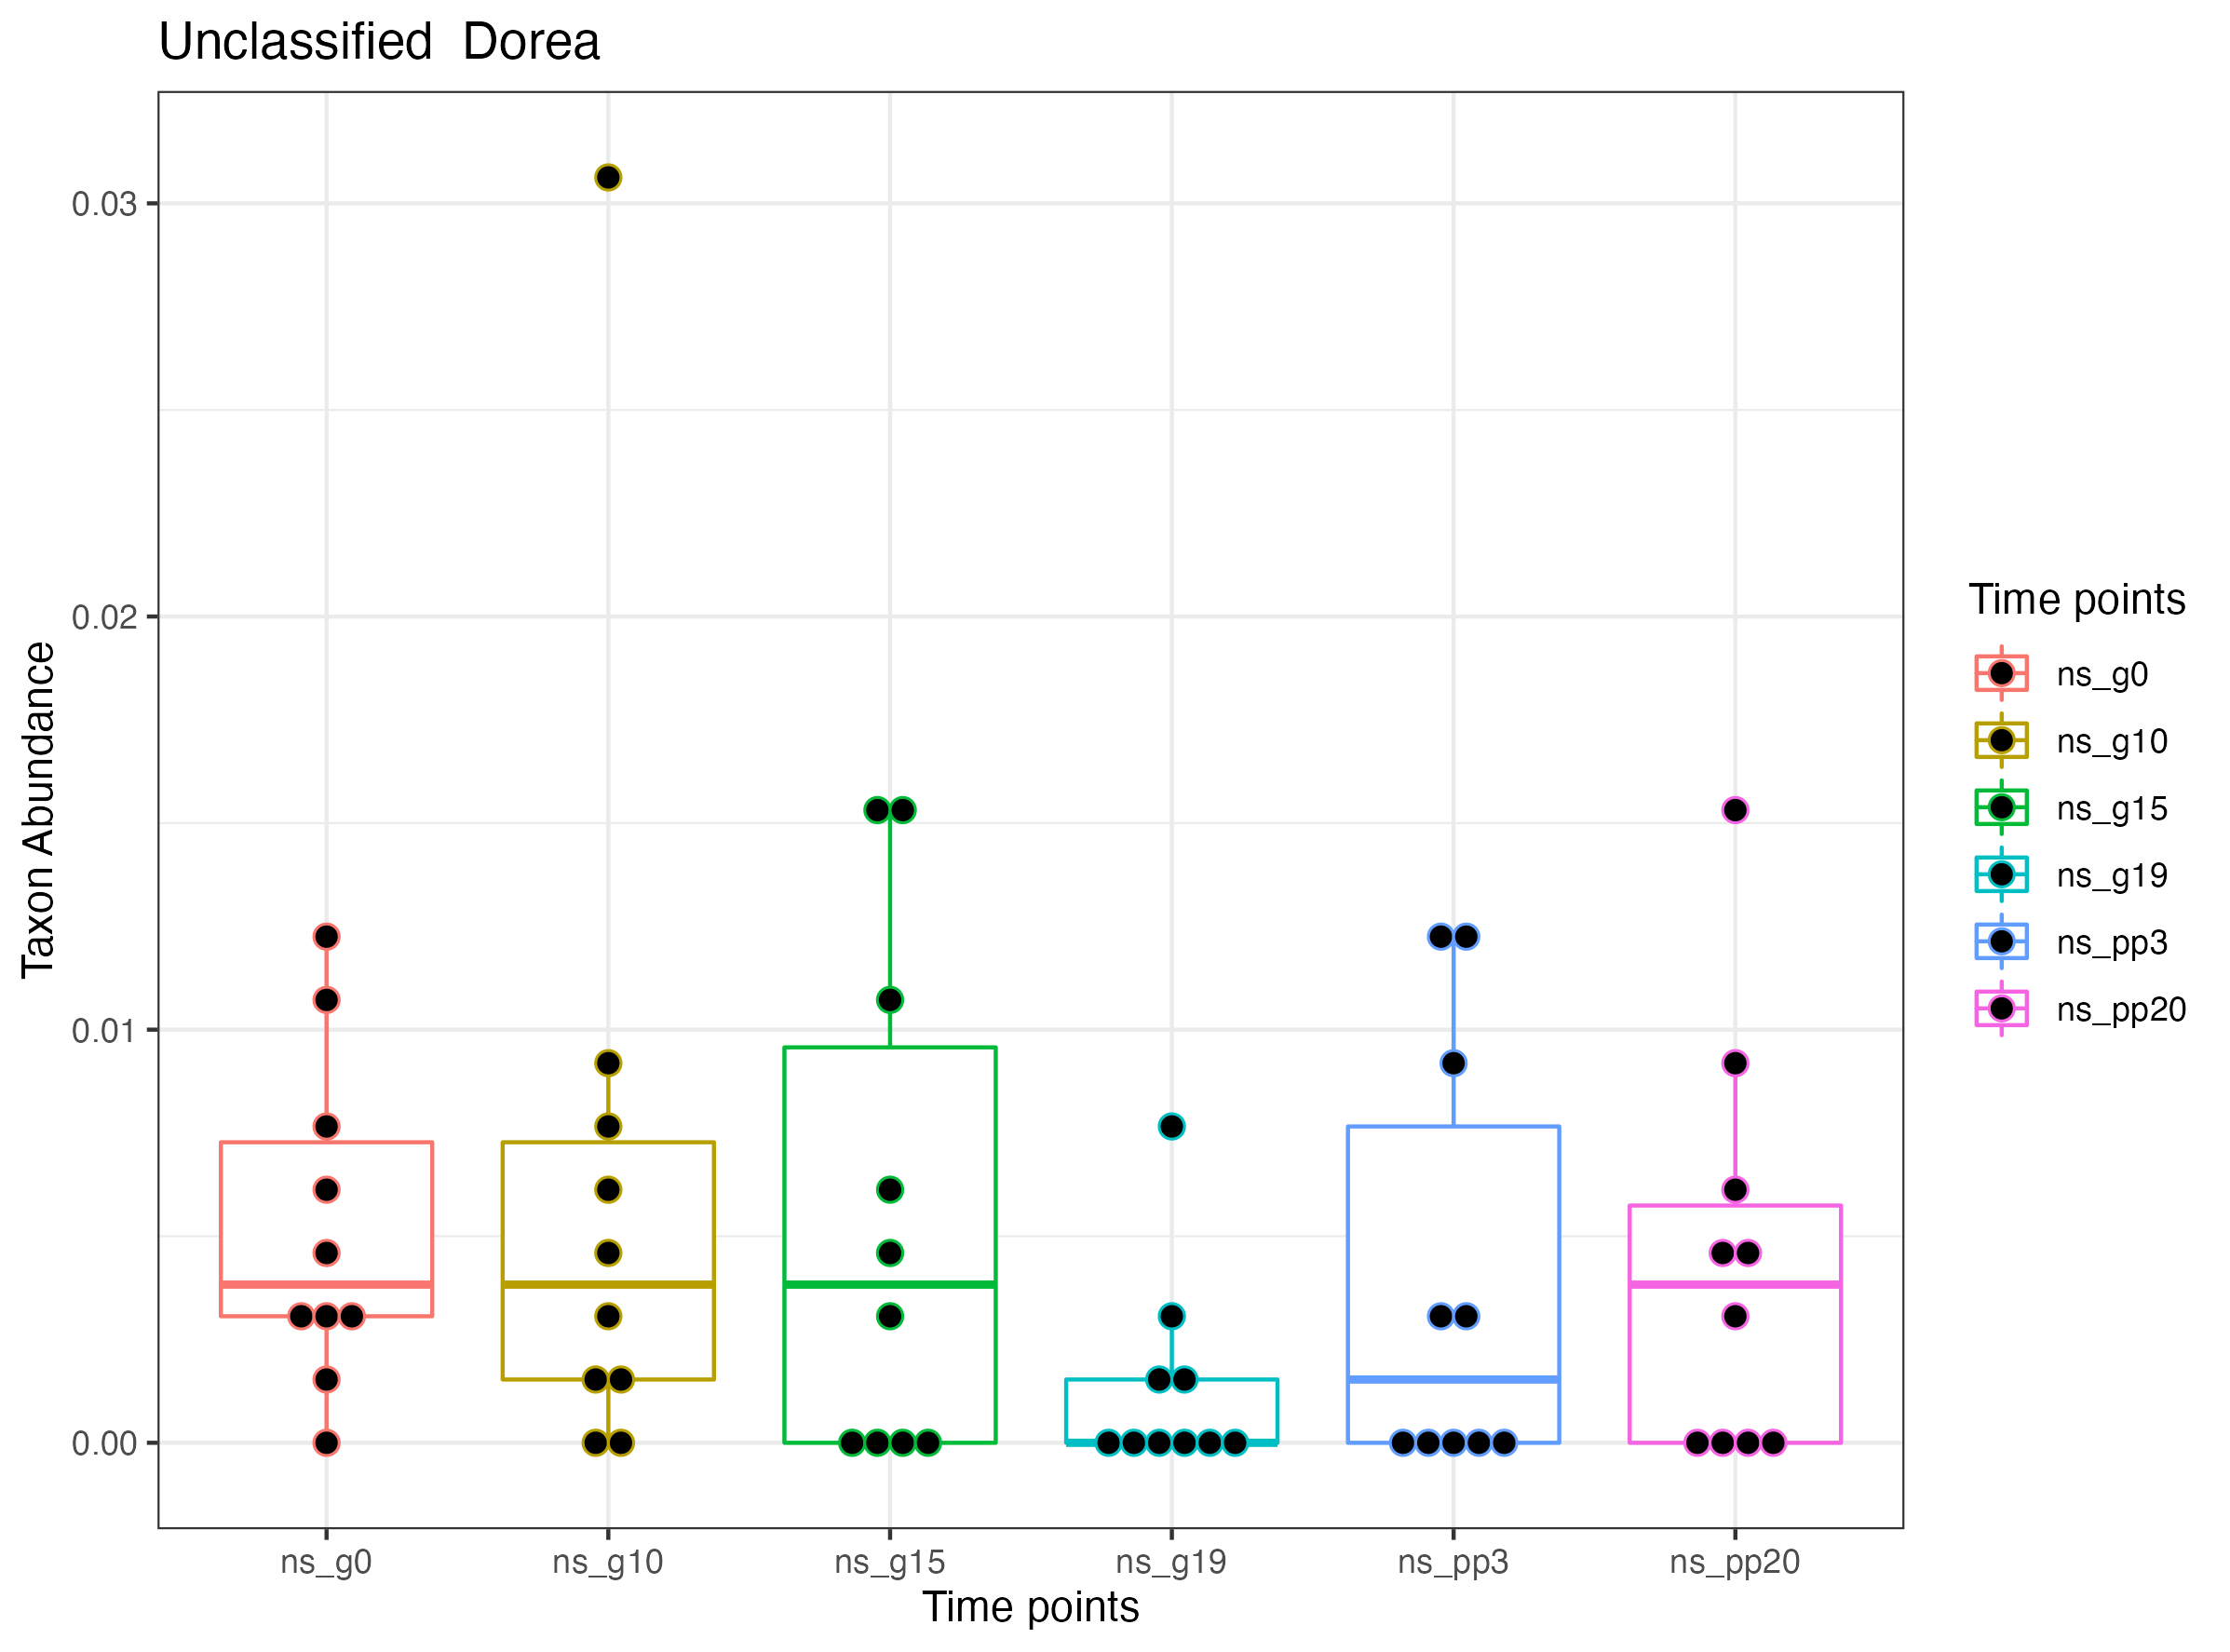 Unclassified  Dorea
Taxon Abundance
0.03
0.02
0.01
0.00
ns_g0
ns_g10
ns_g15
ns_g19
ns_pp3
ns_pp20
Time points
Time points
ns_g0
ns_g10
ns_g15
ns_g19
ns_pp3
ns_pp20